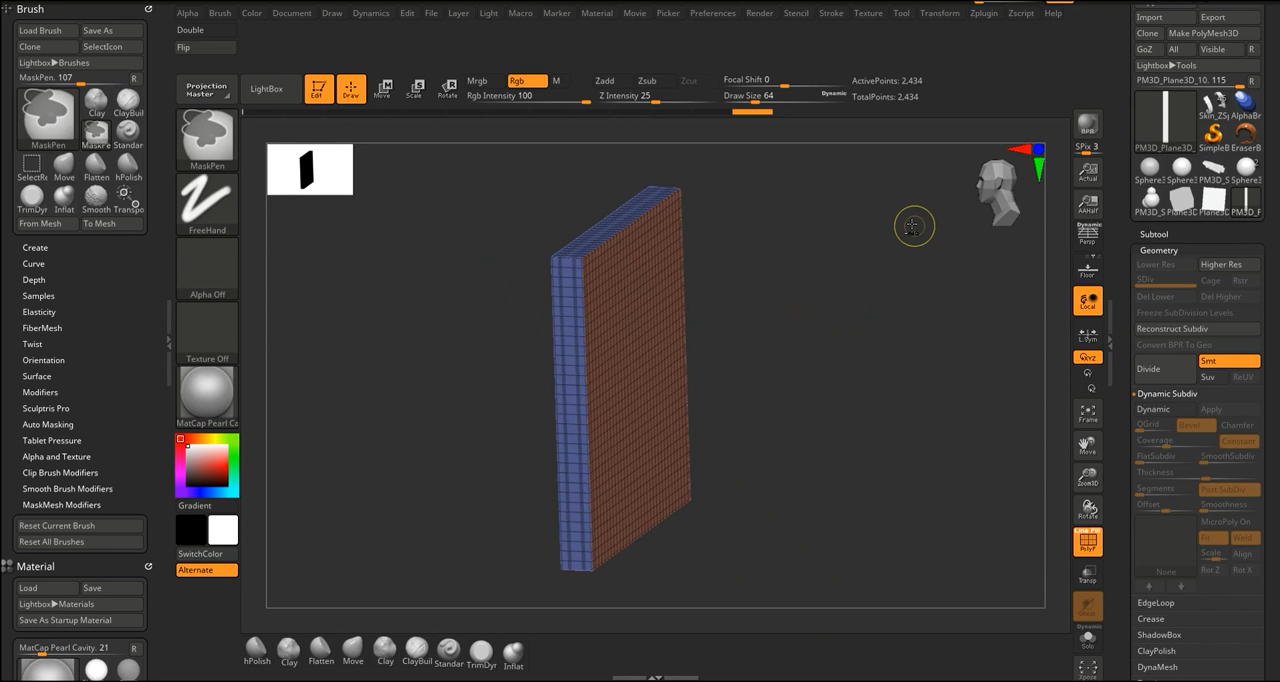 Brush
Alpha Brush Color Document Draw Dynamics Edit File Layer Light Macro Marker Material Movie Picker Preferences Render Stencil Stroke Texture Tool Transform Zplugin Zscript Help
Load Brush Save As
Clone SelectIcon
Lightbox▶Brushes
MaskPen. 107 R
MaskPen
Clay ClayBuil
Standar
SelectRe Move Flatten hPolish
TrimDyr Inflat Smooth Transpo
From Mesh To Mesh
Create
Curve
Depth
Samples
Elasticity
FiberMesh
Twist
Orientation
Surface
Modifiers
Sculptris Pro
Auto Masking
Tablet Pressure
Alpha and Texture
Clip Brush Modifiers
Smooth Brush Modifiers
MaskMesh Modifiers
Reset Current Brush
Reset All Brushes
Material
Load Save
Lightbox▶Materials
Save As Startup Material
MatCap Pearl Cavity. 21 R
Double
Flip
Projection
Master
LightBox
Edit Draw Move Scale Rotate
Mrgb Rgb M
Rgb Intensity 100
Zadd Zsub Zcut
Z Intensity 25
Focal Shift 0
Draw Size 64 Dynamic
ActivePoints: 2,434
TotalPoints: 2,434
MaskPen
FreeHand
Alpha Off
Texture Off
MatCap Pearl Ca
Gradient
SwitchColor
Alternate
hPolish Clay Flatten Move Clay ClayBuil Standar TrimDyr Inflat
BPR
SPix 3
Actual
AAHalf
Dynamic
Persp
Floor
Local
L.Sym
XYZ
Frame
Move
Zoom3D
Rotate
Line Fill
PolyF
Transp
Ghost
Dynamic
Solo
Xpose
Import Export
Clone Make PolyMesh3D
GoZ All Visible R
Lightbox▶Tools
PM3D_Plane3D_10. 115 R
PM3D_Plane3D_
Skin_ZSp AlphaBr
SimpleB EraserB
Sphere3 Sphere3 PM3D_S Sphere3
PM3D_S Plane3D Plane3D PM3D_P
Subtool
Geometry
Lower Res Higher Res
SDiv Cage Rstr
Del Lower Del Higher
Freeze SubDivision Levels
Reconstruct Subdiv
Convert BPR To Geo
Divide Smt
Suv ReUV
Dynamic Subdiv
Dynamic Apply
QGrid Bevel Chamfer
Coverage Constant
FlatSubdiv SmoothSubdiv
Thickness
Segments Post SubDiv
Offset Smoothness
MicroPoly On
Fit Weld
Scale Align
None Rot Z Rot X
EdgeLoop
Crease
ShadowBox
ClayPolish
DynaMesh